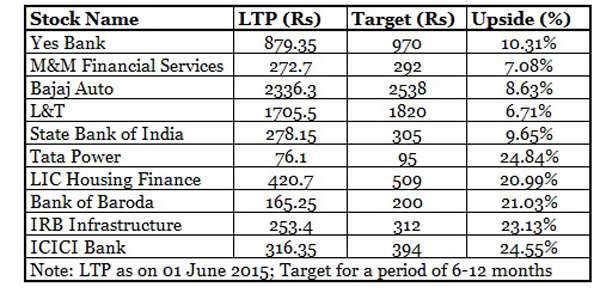 Stock Name LTP (Rs) Target (Rs) Upside (%)
Yes Bank 879.35 970 10.31%
M&M Financial Services 272.7 292 7.08%
Bajaj Auto 2336.3 2538 8.63%
L&T 1705.5 1820 6.71%
State Bank of India 278.15 305 9.65%
Tata Power 76.1 95 24.84%
LIC Housing Finance 420.7 509 20.99%
Bank of Baroda 165.25 200 21.03%
IRB Infrastructure 253.4 312 23.13%
ICICI Bank 316.35 394 24.55%
Note: LTP as on 01 June 2015; Target for a period of 6-12 months